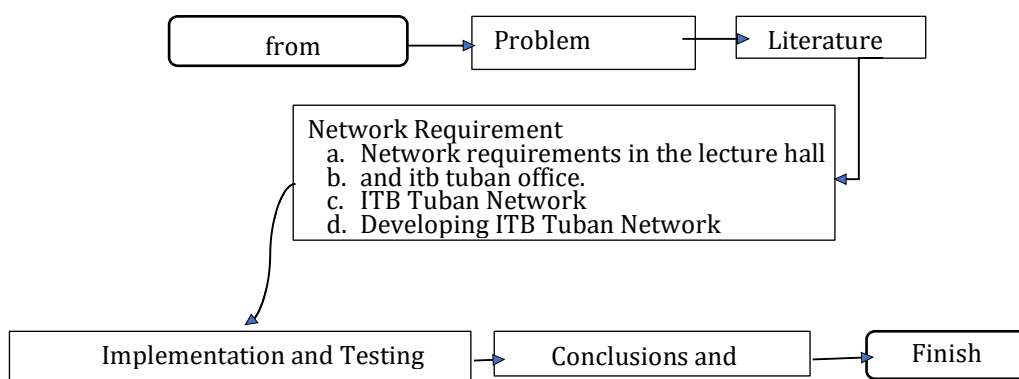 from
Problem
Literature
Network Requirement
a. Network requirements in the lecture hall
b. and itb tuban office.
c. ITB Tuban Network
d. Developing ITB Tuban Network
Implementation and Testing
Conclusions and
Finish